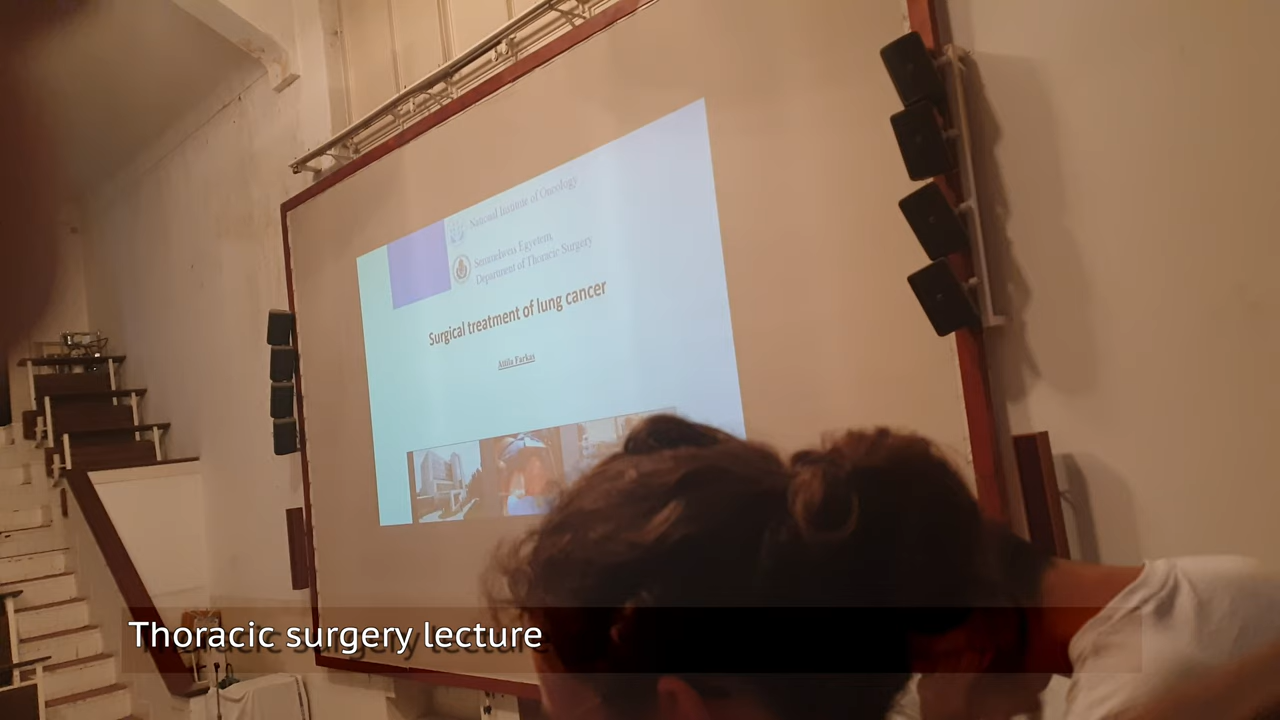 National Institute of Oncology
Semmelweis Egyetem,
Department of Thoracic Surgery
Surgical treatment of lung cancer
Attila Farkas
Thoracic surgery lecture